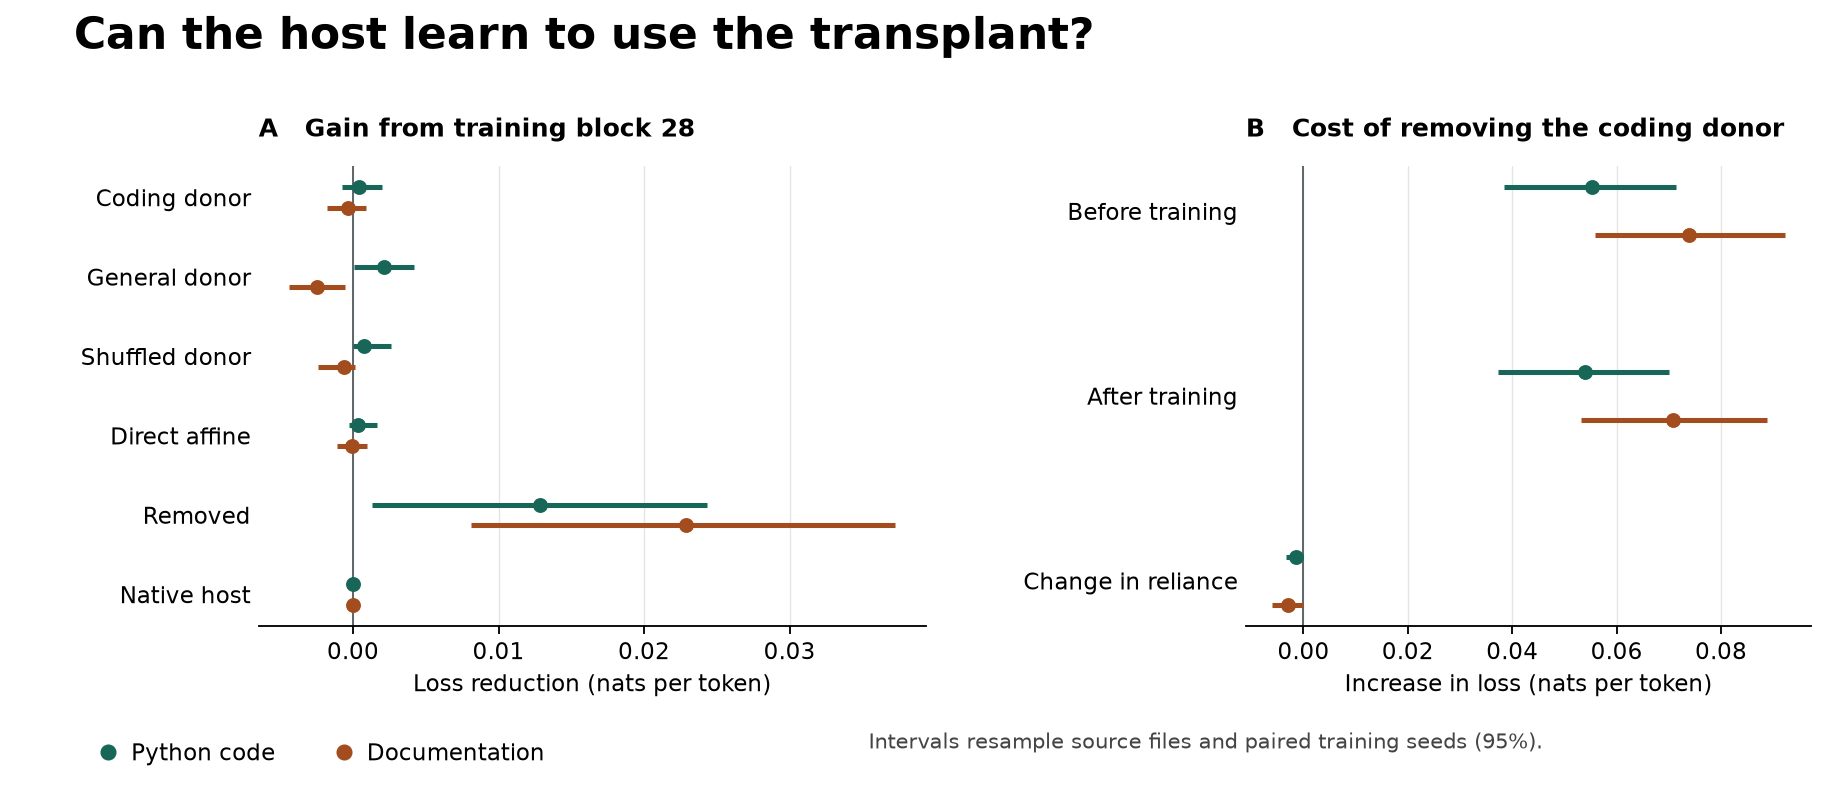 Can the host learn to use the transplant?
A Gain from training block 28
Coding donor
General donor
Shuffled donor
Direct affine
Removed
Native host
0.00 0.01 0.02 0.03
Loss reduction (nats per token)
B Cost of removing the coding donor
Before training
After training
Change in reliance
0.00 0.02 0.04 0.06 0.08
Increase in loss (nats per token)
Python code Documentation
Intervals resample source files and paired training seeds (95%).